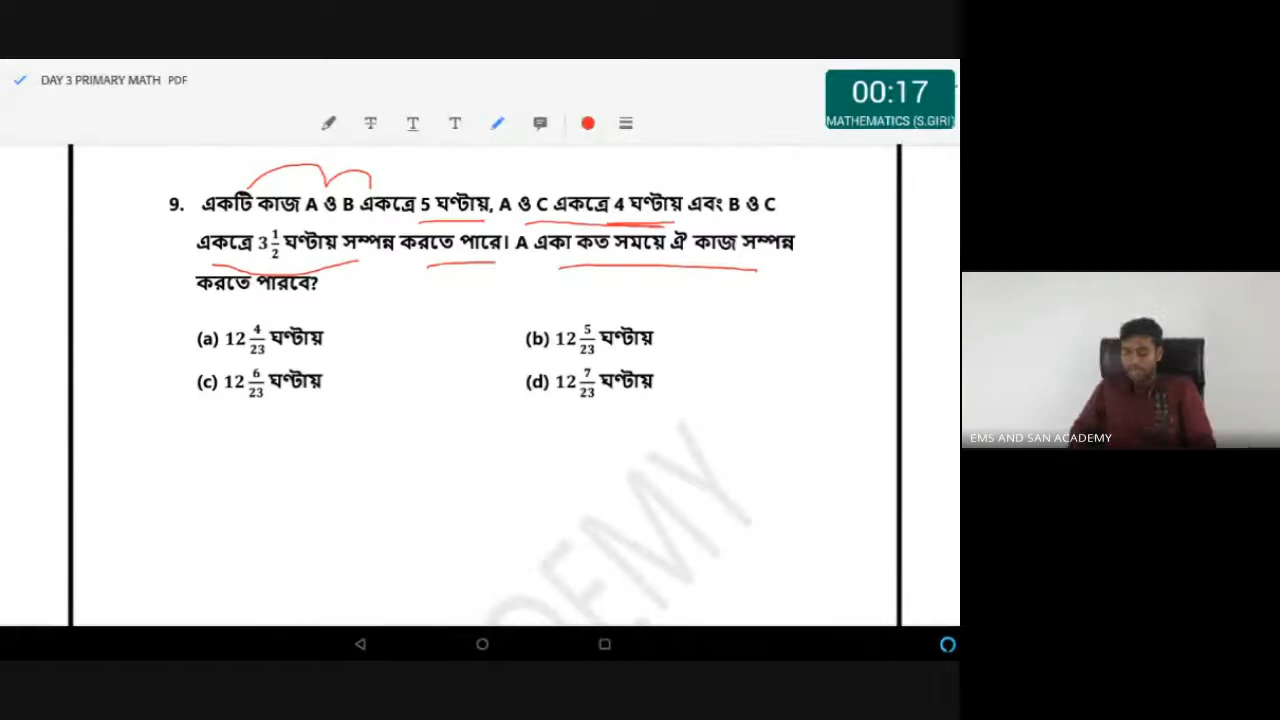 DAY 3 PRIMARY MATH PDF
00:17
MATHEMATICS (S.GIRI)
9. একটি কাজ A ও B একত্রে 5 ঘণ্টায়, A ও C একত্রে 4 ঘণ্টায় এবং B ও C
একত্রে 3 1/2 ঘণ্টায় সম্পন্ন করতে পারে। A একা কত সময়ে ঐ কাজ সম্পন্ন
করতে পারবে?
(a) 12 4/23 ঘণ্টায় (b) 12 5/23 ঘণ্টায়
(c) 12 6/23 ঘণ্টায় (d) 12 7/23 ঘণ্টায়
EMS AND SAN ACADEMY